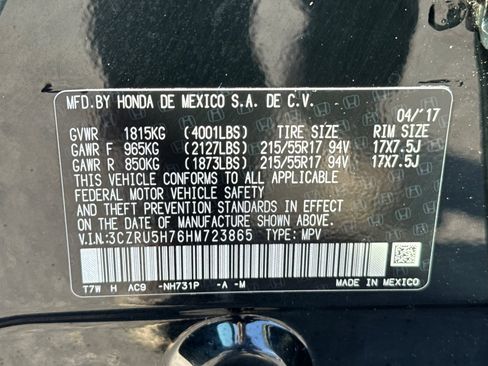 MFD.BY HONDA DE MEXICO S.A. DE C.V.
04/'17
GVWR 1815KG (4001LBS) TIRE SIZE RIM SIZE
GAWR F 965KG (2127LBS) 215/55R17 94V 17X7.5J
GAWR R 850KG (1873LBS) 215/55R17 94V 17X7.5J
THIS VEHICLE CONFORMS TO ALL APPLICABLE
FEDERAL MOTOR VEHICLE SAFETY
AND THEFT PREVENTION STANDARDS IN EFFECT
ON THE DATE OF MANUFACTURE SHOWN ABOVE.
V.I.N.:3CZRU5H76HM723865 TYPE: MPV
T7W H AC9 -NH731P -A -M
MADE IN MEXICO